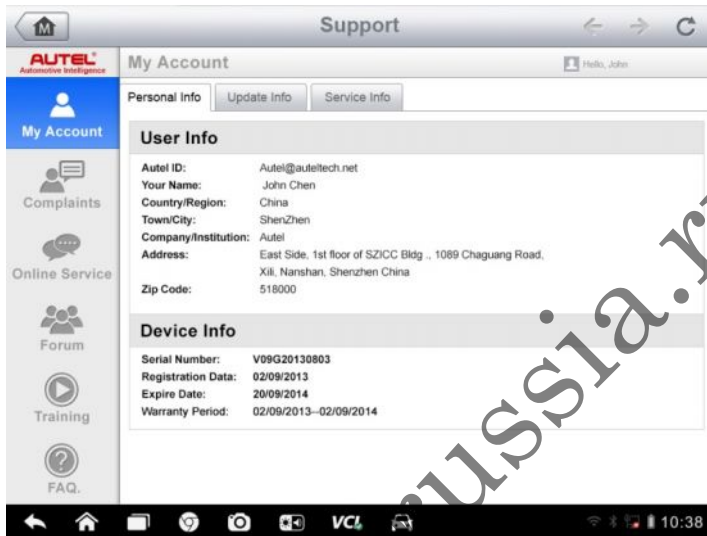 Support
AUTEL
Automotive Intelligence
My Account
Hello, John
Personal Info
Update Info
Service Info
My Account
Complaints
Online Service
Forum
Training
FAQ.
User Info
Autel ID: Autel@auteltech.net
Your Name: John Chen
Country/Region: China
Town/City: ShenZhen
Company/Institution: Autel
Address: East Side, 1st floor of SZICC Bldg ., 1089 Chaguang Road,
Xili, Nanshan, Shenzhen China
Zip Code: 518000
Device Info
Serial Number: V09G20130803
Registration Data: 02/09/2013
Expire Date: 20/09/2014
Warranty Period: 02/09/2013--02/09/2014
VCI
10:38
russia.r